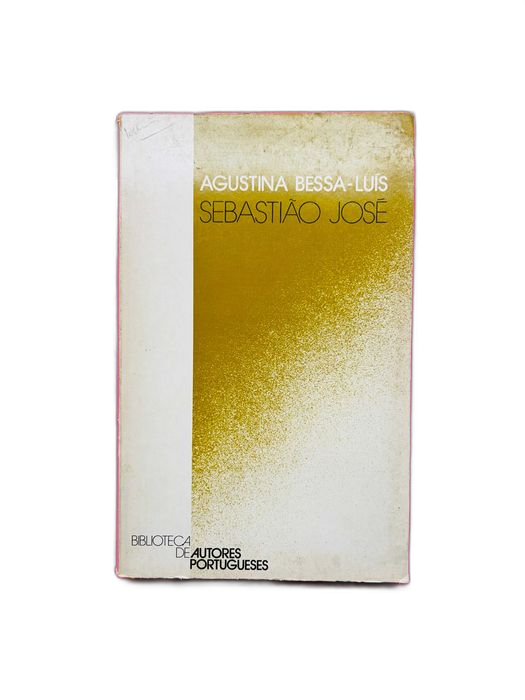 AGUSTINA BESSA-LUÍS
SEBASTIÃO JOSÉ
BIBLIOTECA
DE AUTORES
PORTUGUESES